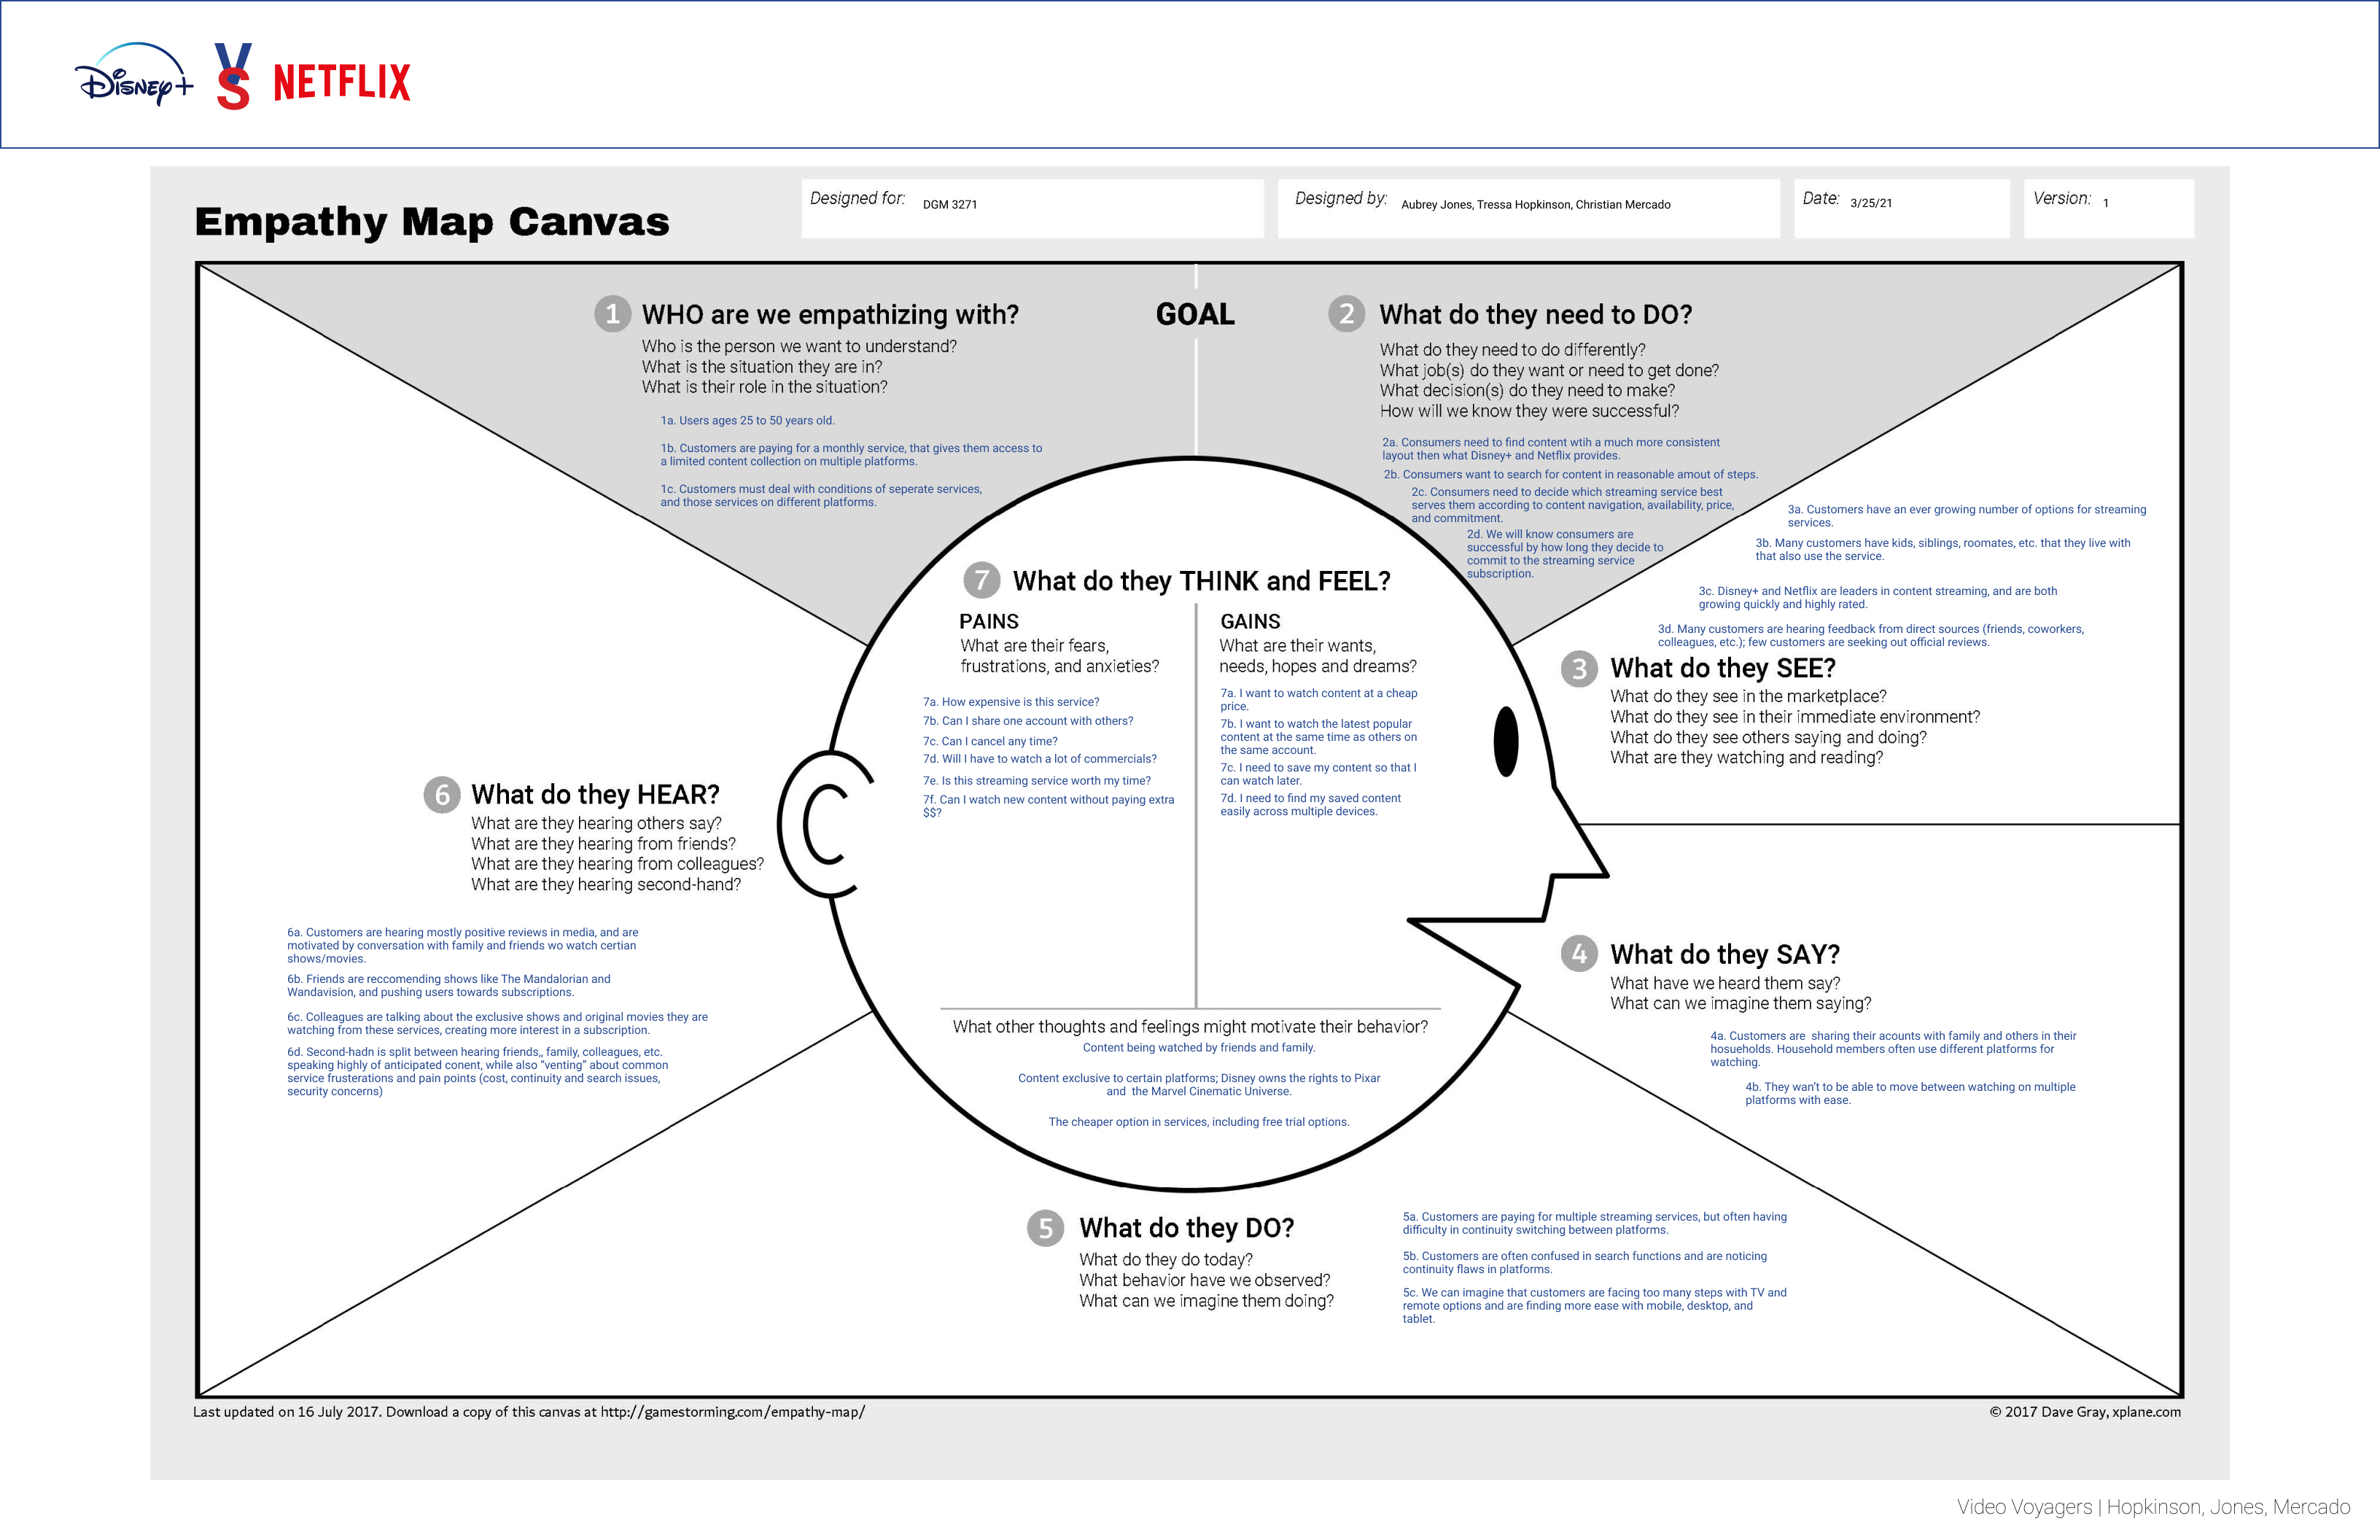 Disney+ VS NETFLIX
Empathy Map Canvas
Designed for: DGM 3271
Designed by: Aubrey Jones, Tressa Hopkinson, Christian Mercado
Date: 3/25/21
Version: 1
1 WHO are we empathizing with?
Who is the person we want to understand?
What is the situation they are in?
What is their role in the situation?
1a. Users ages 25 to 50 years old.
1b. Customers are paying for a monthly service, that gives them access to
a limited content collection on multiple platforms.
1c. Customers must deal with conditions of seperate services,
and those services on different platforms.
GOAL
2 What do they need to DO?
What do they need to do differently?
What job(s) do they want or need to get done?
What decision(s) do they need to make?
How will we know they were successful?
2a. Consumers need to find content wtih a much more consistent
layout then what Disney+ and Netflix provides.
2b. Consumers want to search for content in reasonable amout of steps.
2c. Consumers need to decide which streaming service best
serves them according to content navigation, availability, price,
and commitment.
2d. We will know consumers are
successful by how long they decide to
commit to the streaming service
subscription.
3a. Customers have an ever growing number of options for streaming
services.
3b. Many customers have kids, siblings, roomates, etc. that they live with
that also use the service.
3c. Disney+ and Netflix are leaders in content streaming, and are both
growing quickly and highly rated.
3d. Many customers are hearing feedback from direct sources (friends, coworkers,
colleagues, etc.); few customers are seeking out official reviews.
3 What do they SEE?
What do they see in the marketplace?
What do they see in their immediate environment?
What do they see others saying and doing?
What are they watching and reading?
4 What do they SAY?
What have we heard them say?
What can we imagine them saying?
4a. Customers are  sharing their acounts with family and others in their
hosueholds. Household members often use different platforms for
watching.
4b. They wan't to be able to move between watching on multiple
platforms with ease.
5 What do they DO?
What do they do today?
What behavior have we observed?
What can we imagine them doing?
5a. Customers are paying for multiple streaming services, but often having
difficulty in continuity switching between platforms.
5b. Customers are often confused in search functions and are noticing
continuity flaws in platforms.
5c. We can imagine that customers are facing too many steps with TV and
remote options and are finding more ease with mobile, desktop, and
tablet.
6 What do they HEAR?
What are they hearing others say?
What are they hearing from friends?
What are they hearing from colleagues?
What are they hearing second-hand?
6a. Customers are hearing mostly positive reviews in media, and are
motivated by conversation with family and friends wo watch certian
shows/movies.
6b. Friends are reccomending shows like The Mandalorian and
Wandavision, and pushing users towards subscriptions.
6c. Colleagues are talking about the exclusive shows and original movies they are
watching from these services, creating more interest in a subscription.
6d. Second-hadn is split between hearing friends,, family, colleagues, etc.
speaking highly of anticipated conent, while also “venting” about common
service frusterations and pain points (cost, continuity and search issues,
security concerns)
7 What do they THINK and FEEL?
PAINS
What are their fears,
frustrations, and anxieties?
7a. How expensive is this service?
7b. Can I share one account with others?
7c. Can I cancel any time?
7d. Will I have to watch a lot of commercials?
7e. Is this streaming service worth my time?
7f. Can I watch new content without paying extra
$$?
GAINS
What are their wants,
needs, hopes and dreams?
7a. I want to watch content at a cheap
price.
7b. I want to watch the latest popular
content at the same time as others on
the same account.
7c. I need to save my content so that I
can watch later.
7d. I need to find my saved content
easily across multiple devices.
What other thoughts and feelings might motivate their behavior?
Content being watched by friends and family.
Content exclusive to certain platforms; Disney owns the rights to Pixar
and  the Marvel Cinematic Universe.
The cheaper option in services, including free trial options.
Last updated on 16 July 2017. Download a copy of this canvas at http://gamestorming.com/empathy-map/
© 2017 Dave Gray, xplane.com
Video Voyagers | Hopkinson, Jones, Mercado